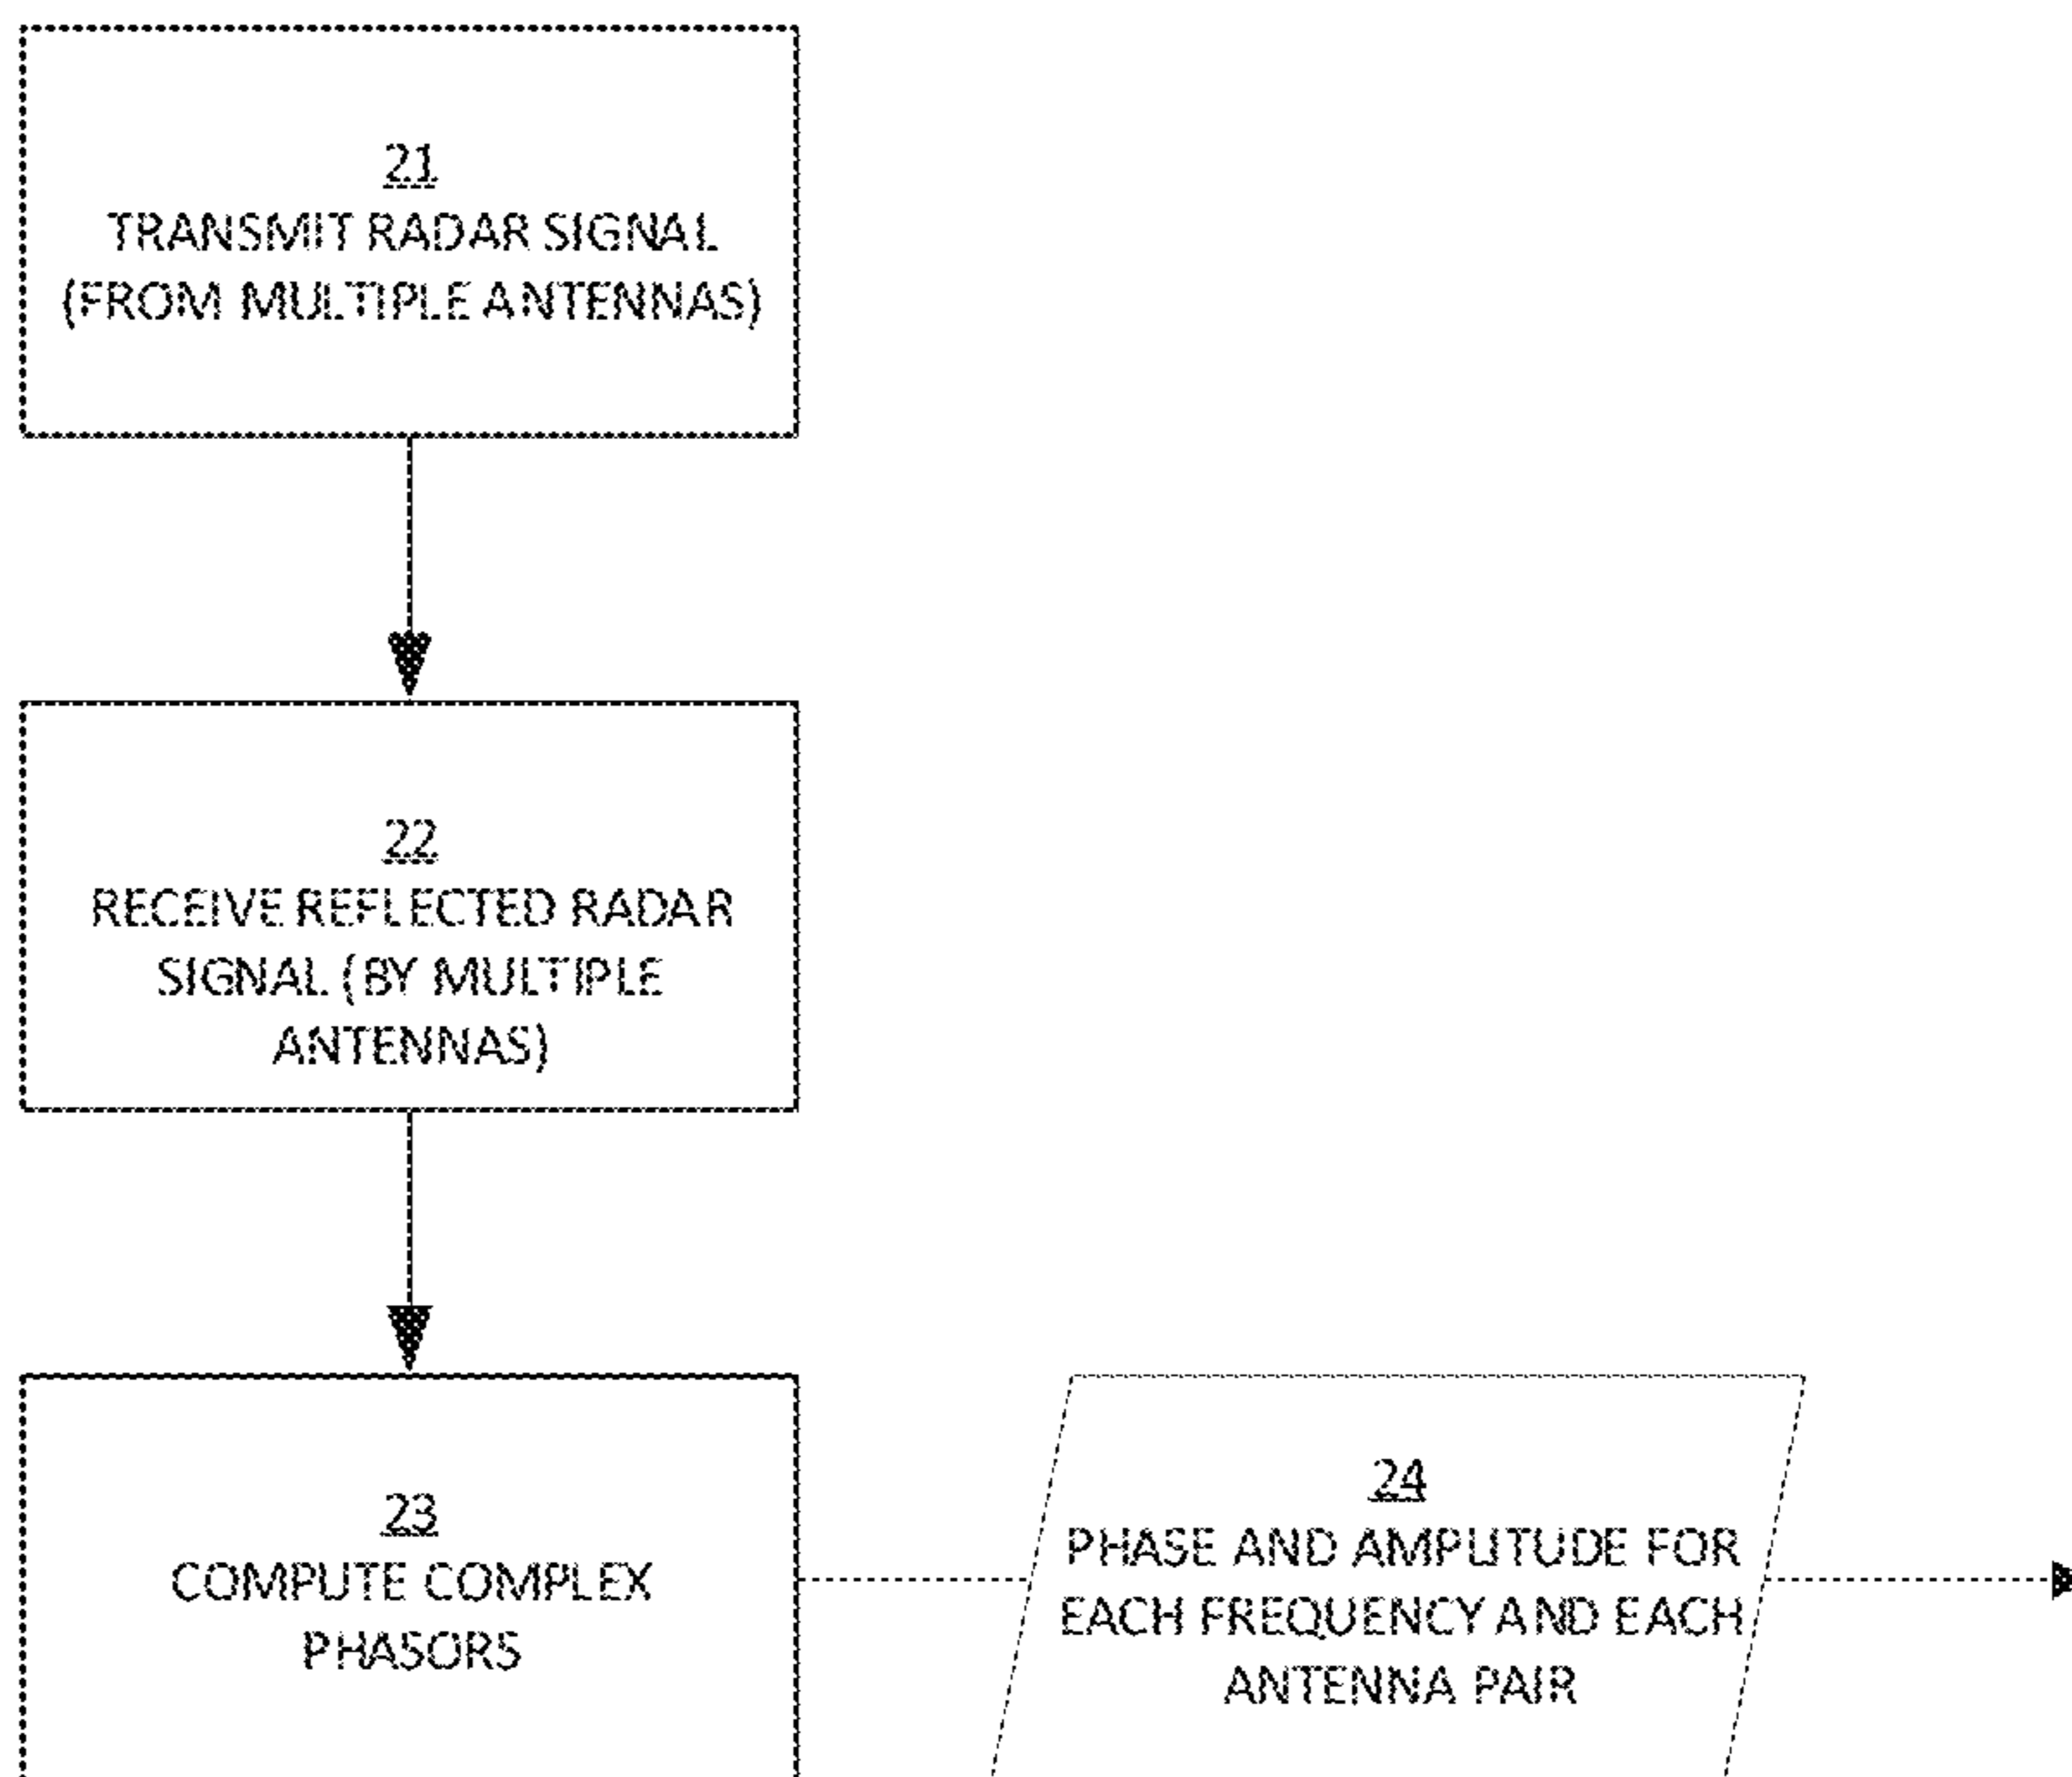 21
TRANSMIT RADAR SIGNAL
(FROM MULTIPLE ANTENNAS)
22
RECEIVE REFLECTED RADAR
SIGNAL (BY MULTIPLE
ANTENNAS)
23
COMPUTE COMPLEX
PHASORS
24
PHASE AND AMPLITUDE FOR
EACH FREQUENCY AND EACH
ANTENNA PAIR